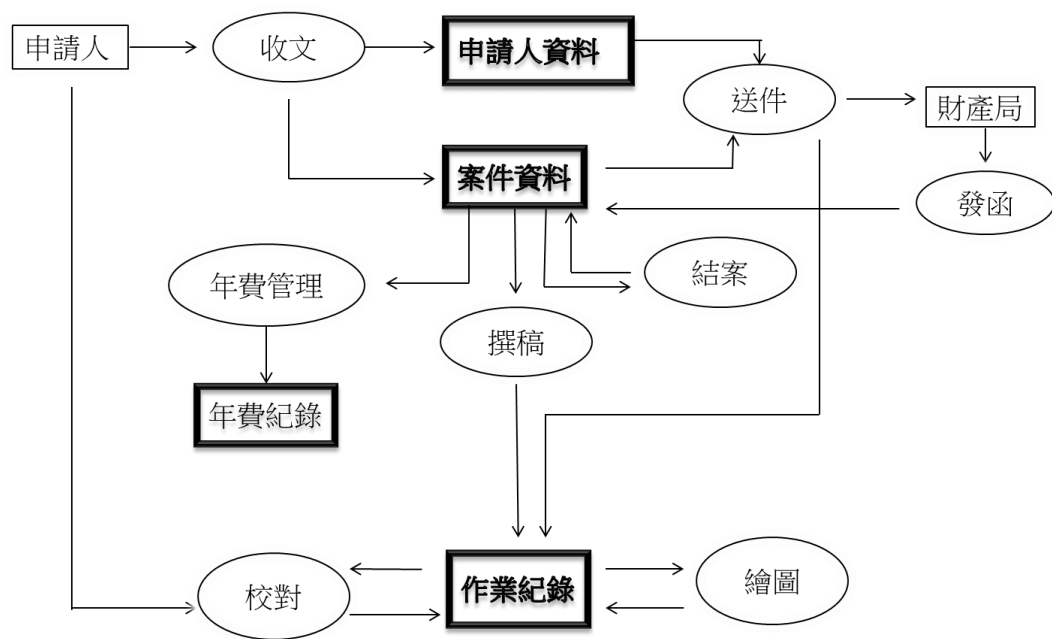 申請人
收文
申請人資料
送件
財產局
案件資料
發函
年費管理
結案
撰稿
年費紀錄
校對
作業紀錄
繪圖